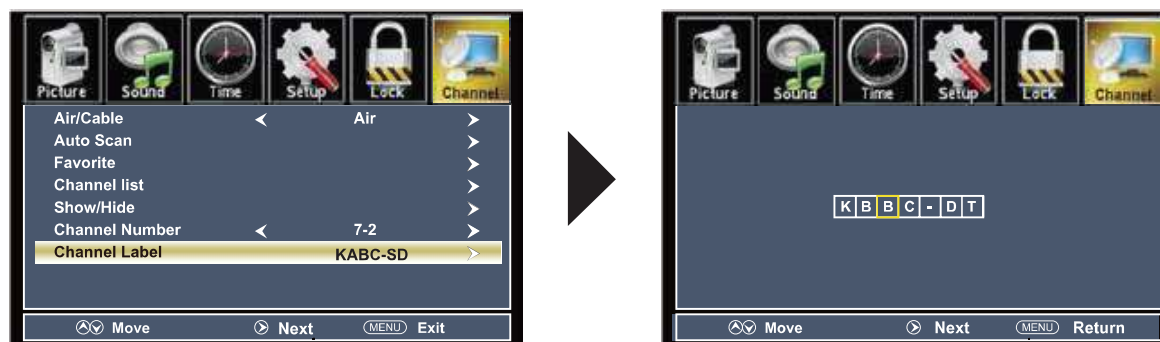 Picture Sound Time Setup Lock Channel
Air/Cable Air
Auto Scan
Favorite
Channel list
Show/Hide
Channel Number 7-2
Channel Label KABC-SD
Move Next MENU Exit
Picture Sound Time Setup Lock Channel
K B B C - D T
Move Next MENU Return